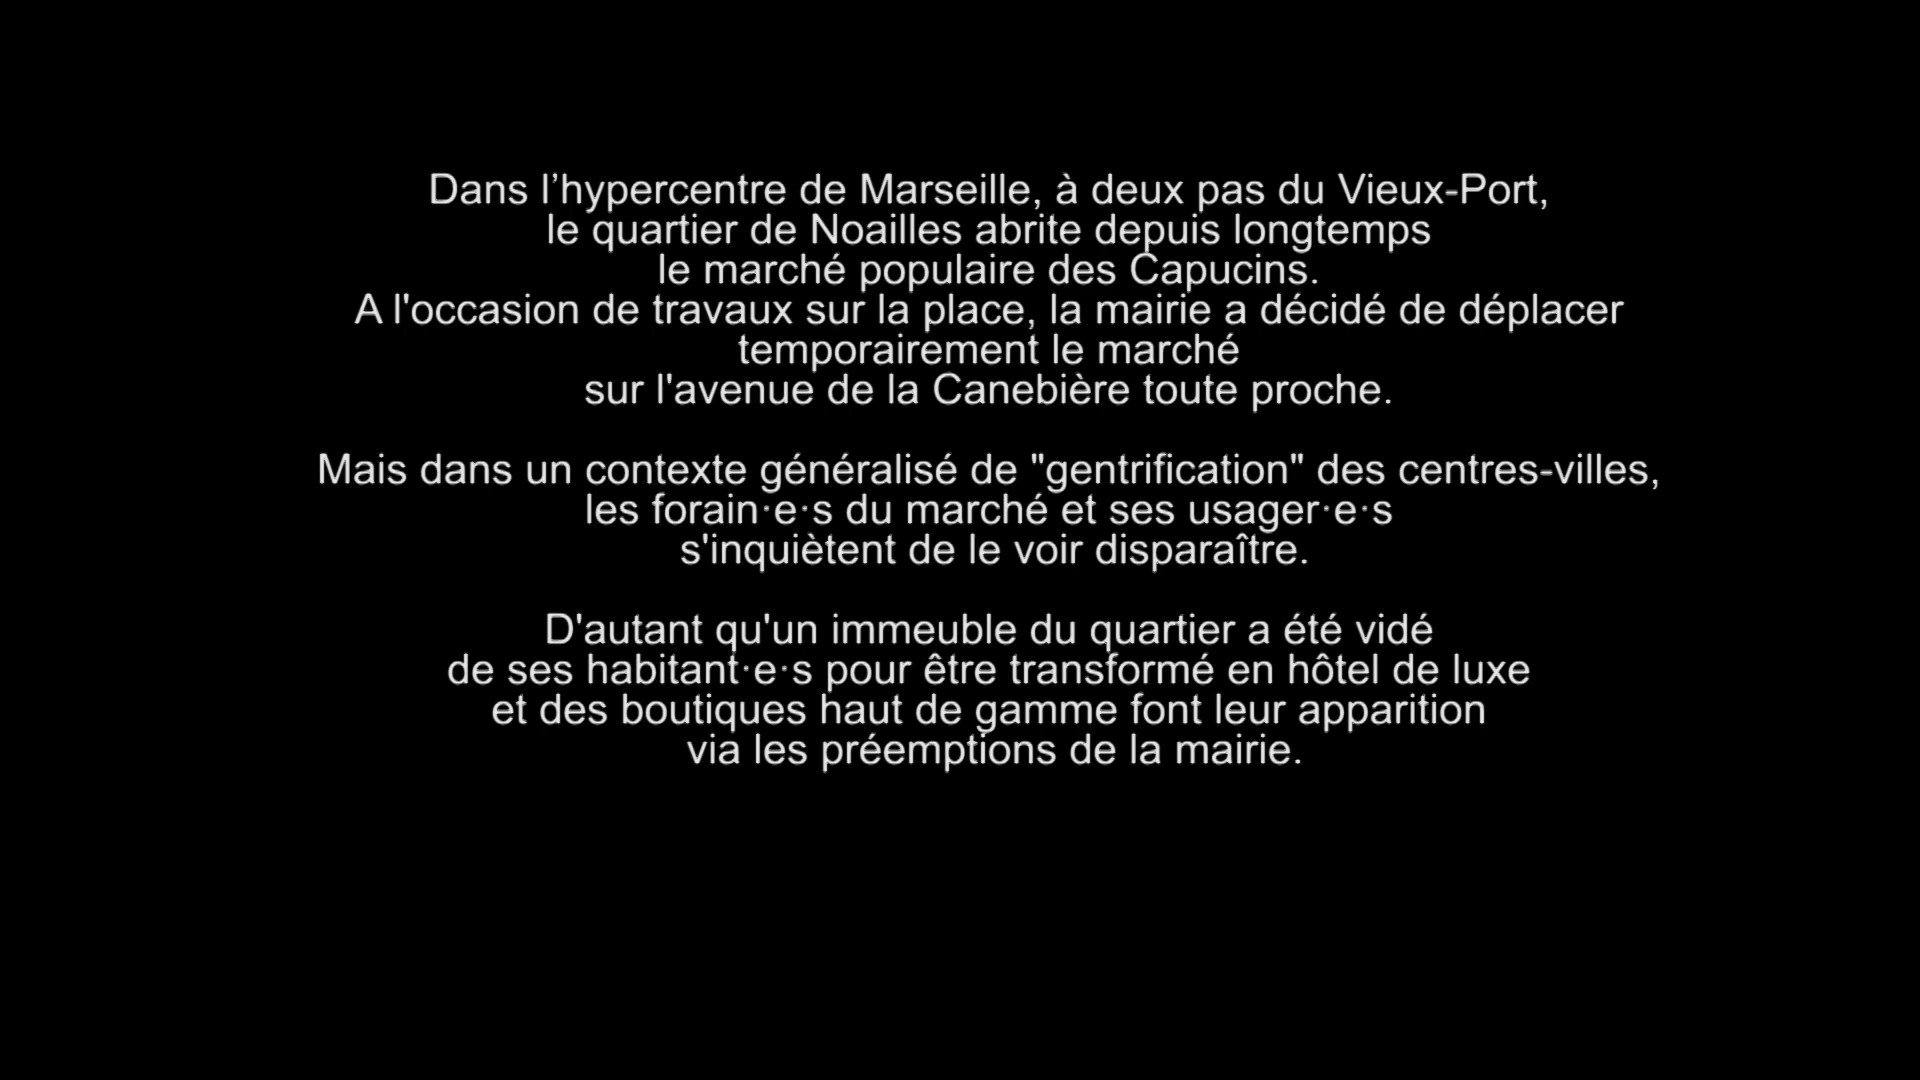 Dans l’hypercentre de Marseille, à deux pas du Vieux-Port,
le quartier de Noailles abrite depuis longtemps
le marché populaire des Capucins.
A l'occasion de travaux sur la place, la mairie a décidé de déplacer
temporairement le marché
sur l'avenue de la Canebière toute proche.
Mais dans un contexte généralisé de "gentrification" des centres-villes,
les forain·e·s du marché et ses usager·e·s
s'inquiètent de le voir disparaître.
D'autant qu'un immeuble du quartier a été vidé
de ses habitant·e·s pour être transformé en hôtel de luxe
et des boutiques haut de gamme font leur apparition
via les préemptions de la mairie.